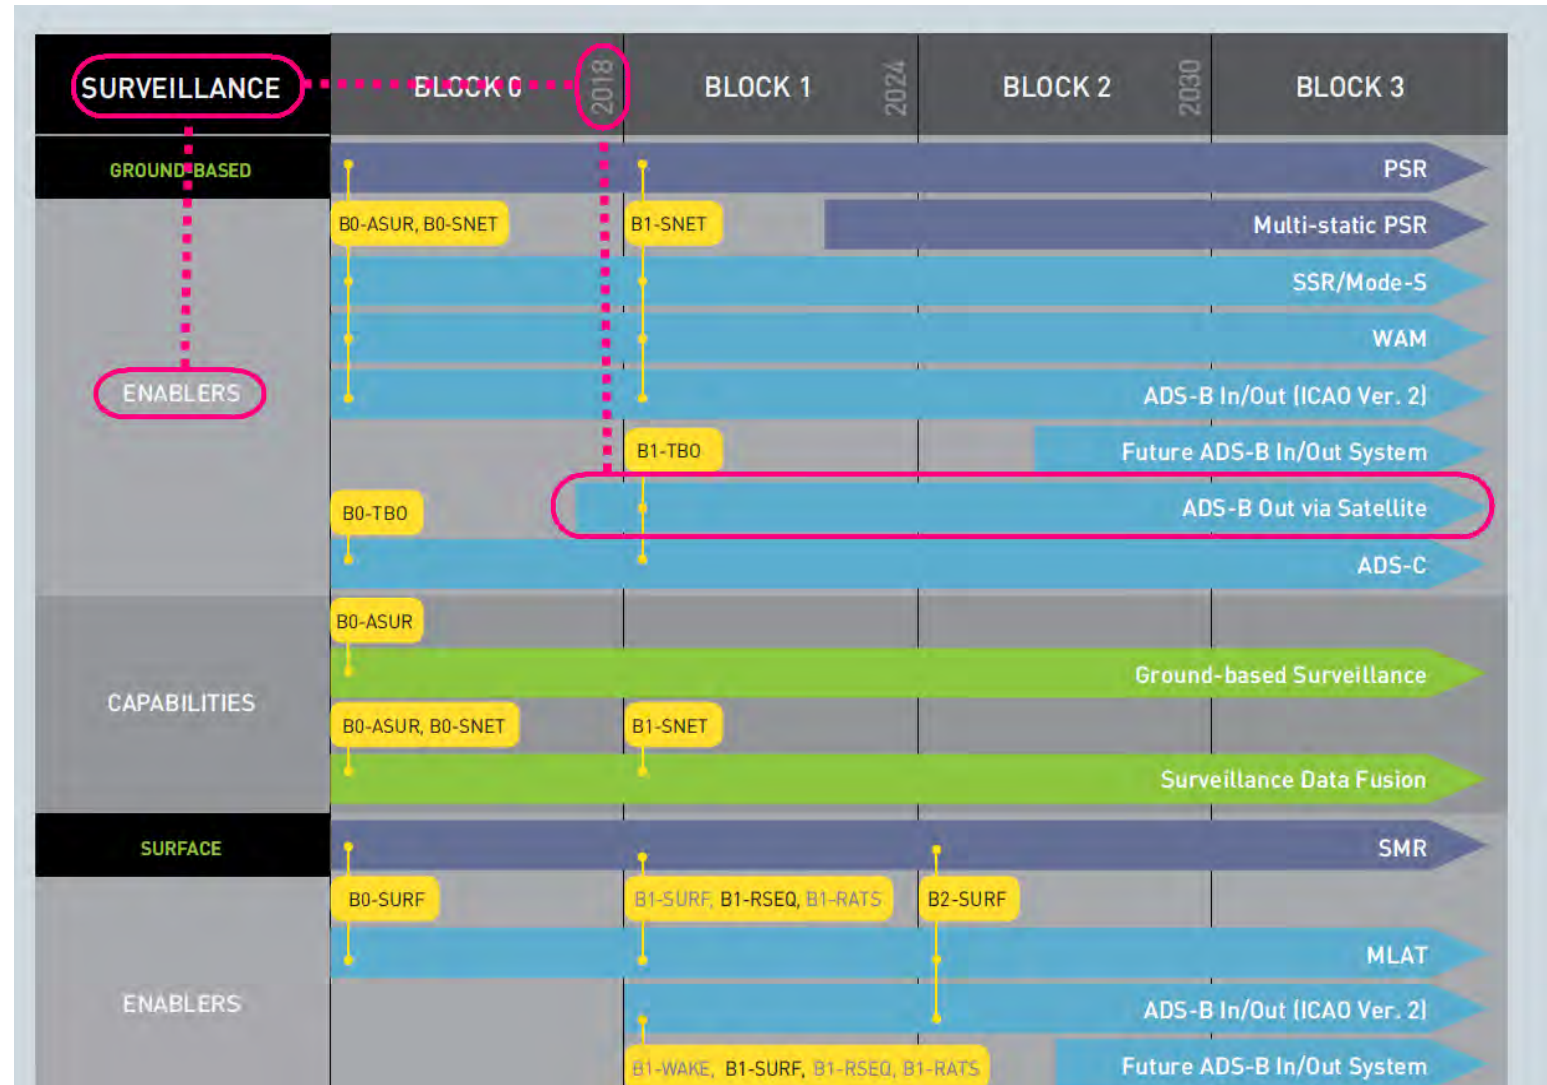 SURVEILLANCE BLOCK 0 2018 BLOCK 1 2024 BLOCK 2 2030 BLOCK 3
GROUND-BASED PSR
B0-ASUR, B0-SNET B1-SNET Multi-static PSR
SSR/Mode-S
WAM
ENABLERS ADS-B In/Out (ICAO Ver. 2)
B1-TBO Future ADS-B In/Out System
B0-TBO ADS-B Out via Satellite
ADS-C
B0-ASUR
Ground-based Surveillance
CAPABILITIES
B0-ASUR, B0-SNET B1-SNET
Surveillance Data Fusion
SURFACE SMR
B0-SURF B1-SURF, B1-RSEQ, B1-RATS B2-SURF
MLAT
ENABLERS ADS-B In/Out (ICAO Ver. 2)
B1-WAKE, B1-SURF, B1-RSEQ, B1-RATS Future ADS-B In/Out System